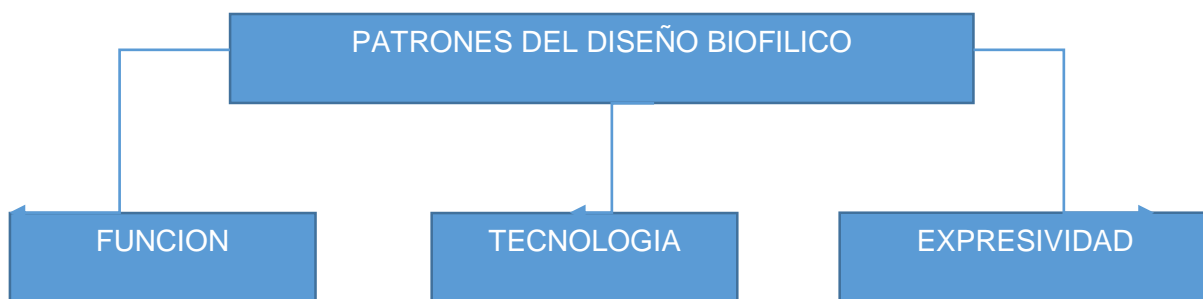 PATRONES DEL DISEÑO BIOFILICO
FUNCION
TECNOLOGIA
EXPRESIVIDAD